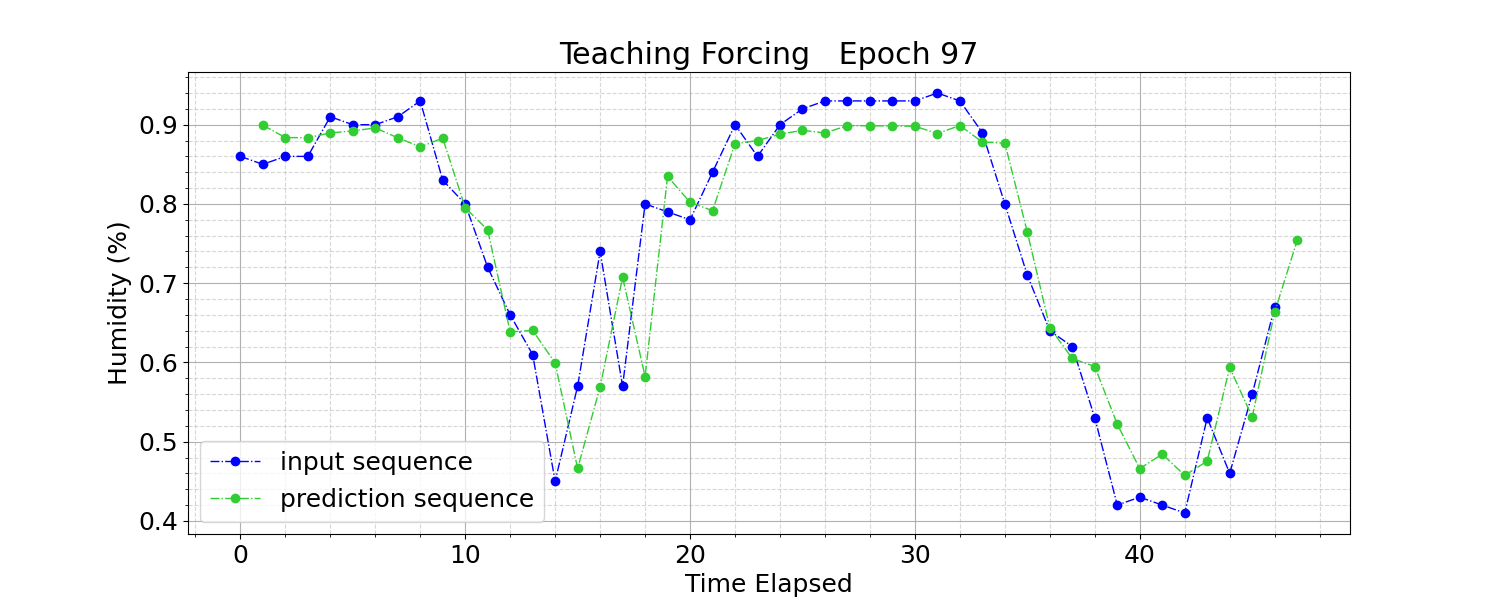 Teaching Forcing   Epoch 97
Humidity (%)
0.9
0.8
0.7
0.6
0.5
0.4
input sequence
prediction sequence
0 10 20 30 40
Time Elapsed